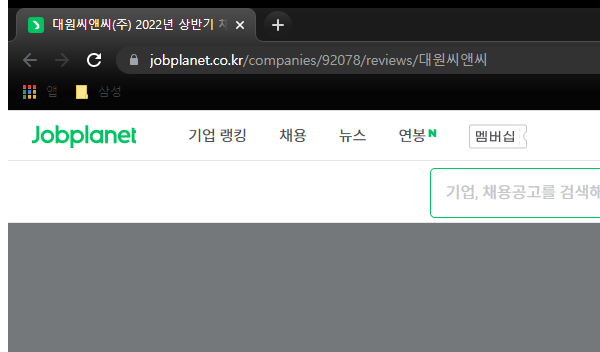 대원씨앤씨(주) 2022년 상반기
jobplanet.co.kr/companies/92078/reviews/대원씨앤씨
앱 삼성
Jobplanet 기업 랭킹 채용 뉴스 연봉 N 멤버십
기업, 채용공고를 검색해